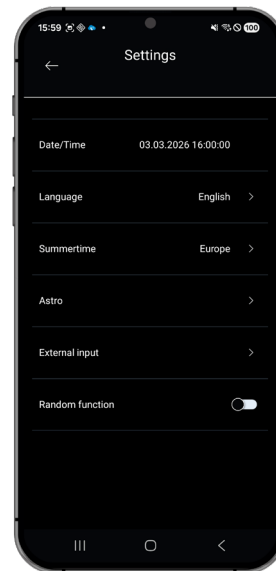 15:59
100
Settings
Date/Time 03.03.2026 16:00:00
Language English
Summertime Europe
Astro
External input
Random function